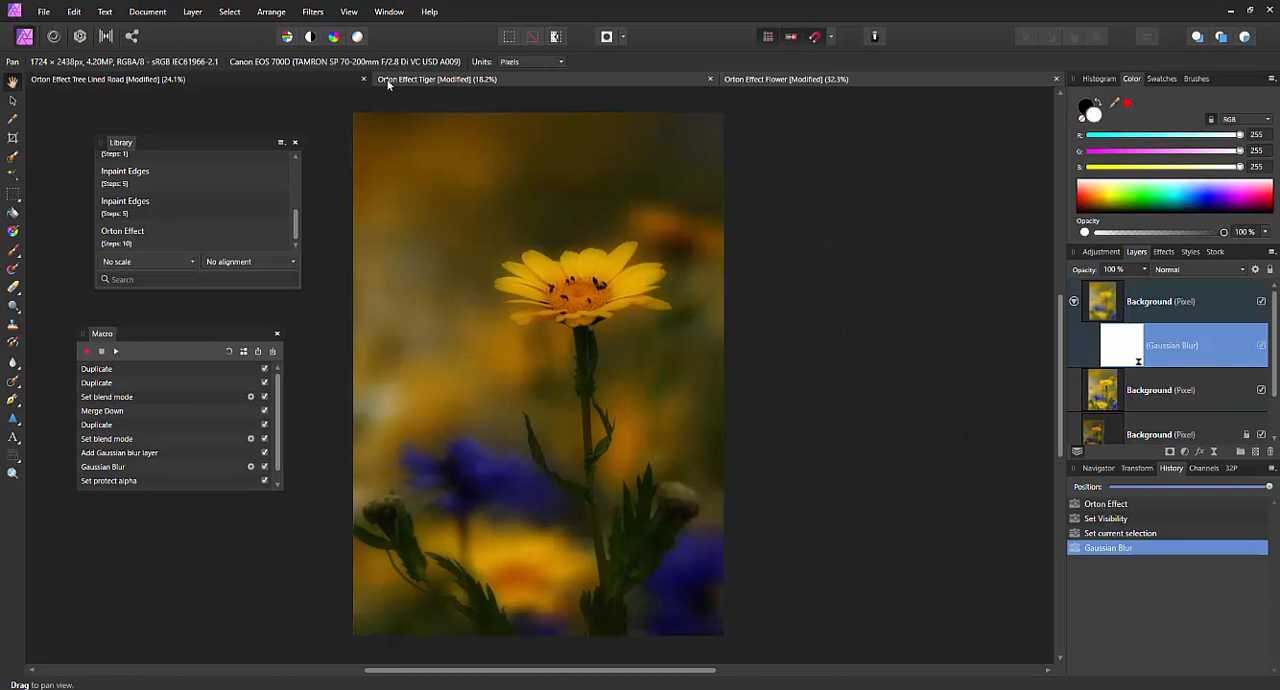 File Edit Text Document Layer Select Arrange Filters View Window Help
Pan 1724 × 2438px, 4.20MP, RGBA/8 - sRGB IEC61966-2.1 Canon EOS 700D (TAMRON SP 70-200mm F/2.8 Di VC USD A009) Units: Pixels
Orton Effect Tree Lined Road [Modified] (24.1%) Orton Effect Tiger [Modified] (18.2%) Orton Effect Flower [Modified] (32.3%)
Library
[Steps: 1]
Inpaint Edges
[Steps: 5]
Inpaint Edges
[Steps: 5]
Orton Effect
[Steps: 10]
No scale No alignment
Search
Macro
Duplicate
Duplicate
Set blend mode
Merge Down
Duplicate
Set blend mode
Add Gaussian blur layer
Gaussian Blur
Set protect alpha
Histogram Color Swatches Brushes
RGB
R: 255
G: 255
B: 255
Opacity
100 %
Adjustment Layers Effects Styles Stock
Opacity: 100 % Normal
Background (Pixel)
(Gaussian Blur)
Background (Pixel)
Background (Pixel)
Navigator Transform History Channels 32P
Position:
Orton Effect
Set Visibility
Set current selection
Gaussian Blur
Drag to pan view.